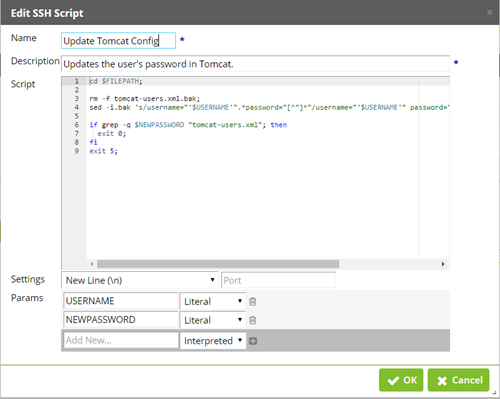 Edit SSH Script
Name Update Tomcat Config *
Description Updates the user's password in Tomcat. *
Script
1 cd $FILEPATH;
2
3 rm -f tomcat-users.xml.bak;
4 sed -i.bak 's/username="'$USERNAME'".*password="[^"]*"/username="'$USERNAME'" password="
5
6 if grep -q $NEWPASSWORD "tomcat-users.xml"; then
7 exit 0;
8 fi
9 exit 5;
Settings New Line (\n) Port
Params
USERNAME Literal
NEWPASSWORD Literal
Add New... Interpreted
OK Cancel